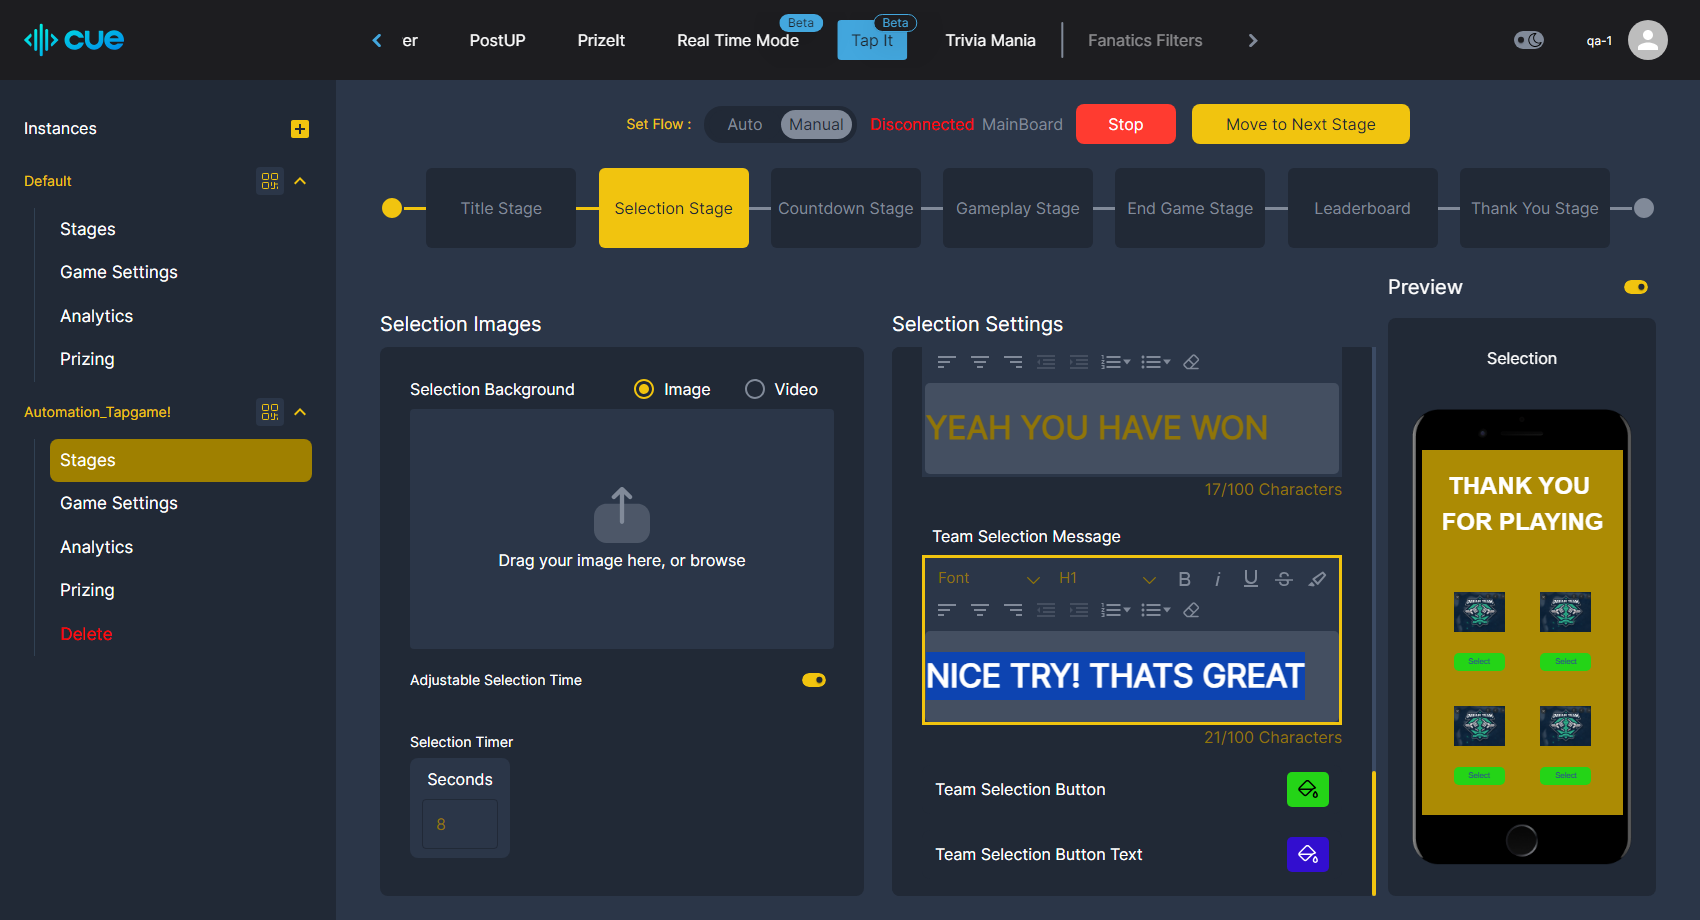 cue
er
PostUP
PrizeIt
Real Time Mode
Beta
Tap It
Beta
Trivia Mania
Fanatics Filters
qa-1
Instances
Default
Stages
Game Settings
Analytics
Prizing
Automation_Tapgame!
Stages
Game Settings
Analytics
Prizing
Delete
Set Flow :
Auto
Manual
Disconnected MainBoard
Stop
Move to Next Stage
Title Stage
Selection Stage
Countdown Stage
Gameplay Stage
End Game Stage
Leaderboard
Thank You Stage
Selection Images
Selection Background
Image
Video
Drag your image here, or browse
Adjustable Selection Time
Selection Timer
Seconds
8
Selection Settings
YEAH YOU HAVE WON
17/100 Characters
Team Selection Message
Font
H1
NICE TRY! THATS GREAT
21/100 Characters
Team Selection Button
Team Selection Button Text
Preview
Selection
THANK YOU
FOR PLAYING
Select
Select
Select
Select